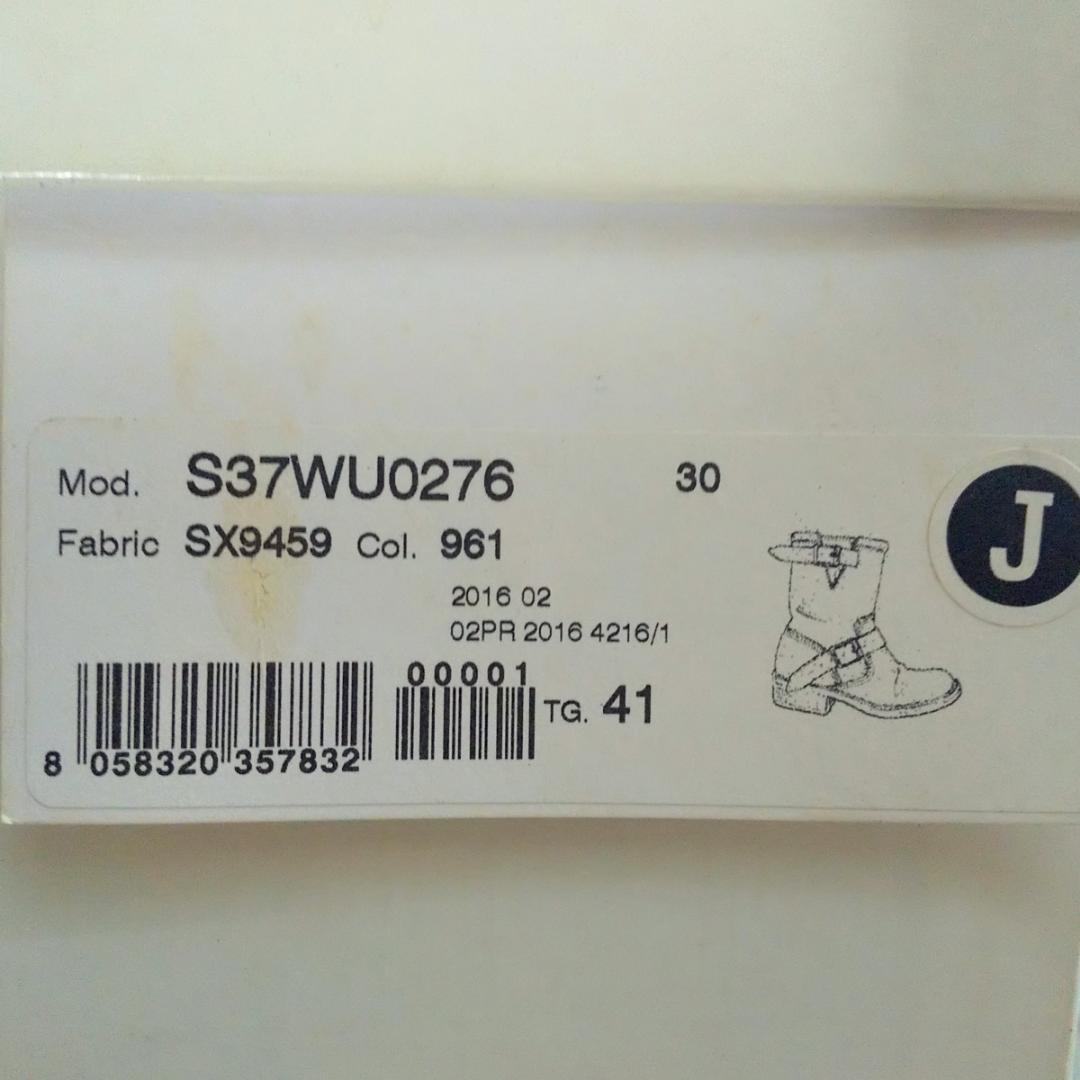 Mod. S37WU0276 30
Fabric SX9459 Col. 961
J
2016 02
02PR 2016 4216/1
00001
TG. 41
8 058320 357832